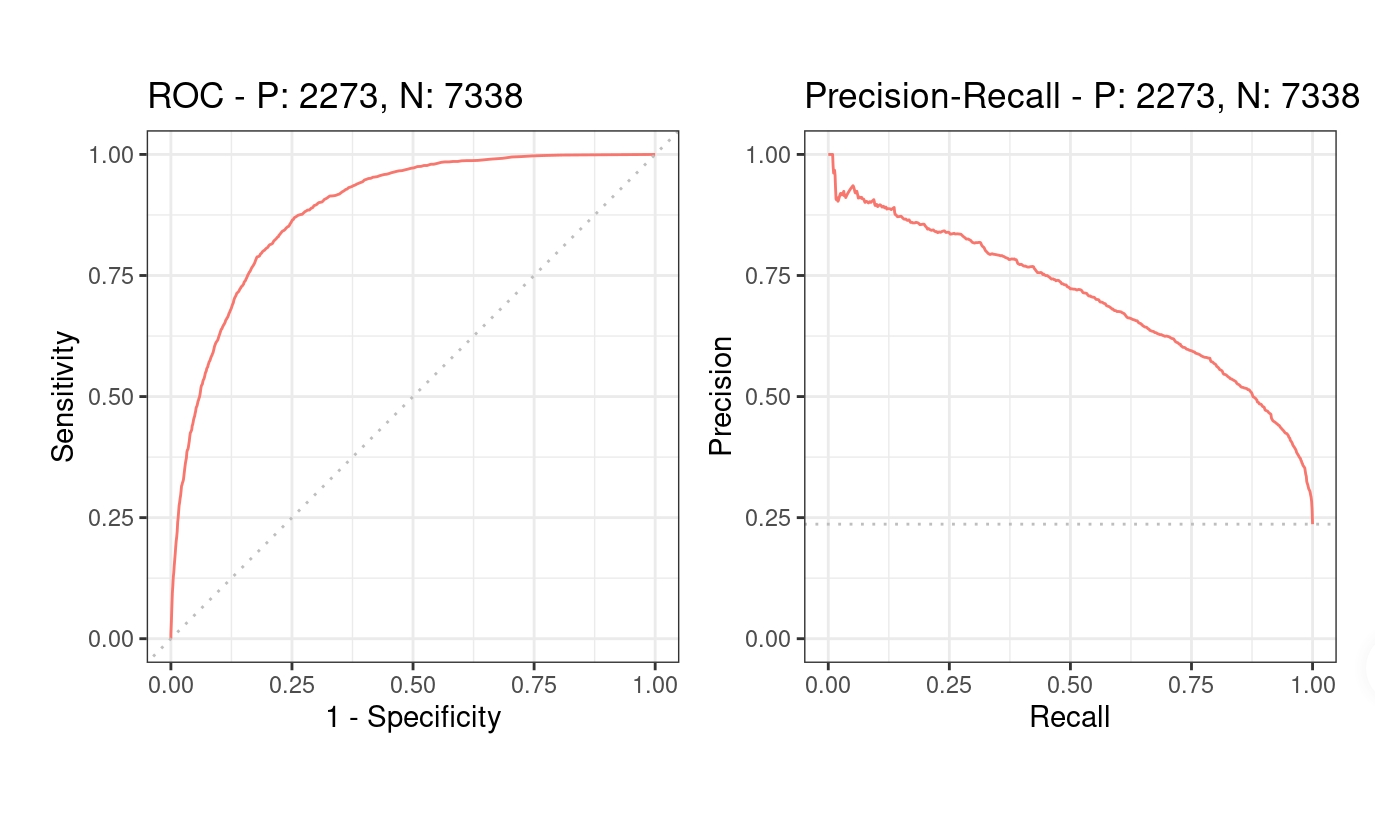 ROC - P: 2273, N: 7338
Sensitivity
1.00
0.75
0.50
0.25
0.00
0.00 0.25 0.50 0.75 1.00
1 - Specificity
Precision-Recall - P: 2273, N: 7338
Precision
1.00
0.75
0.50
0.25
0.00
0.00 0.25 0.50 0.75 1.00
Recall